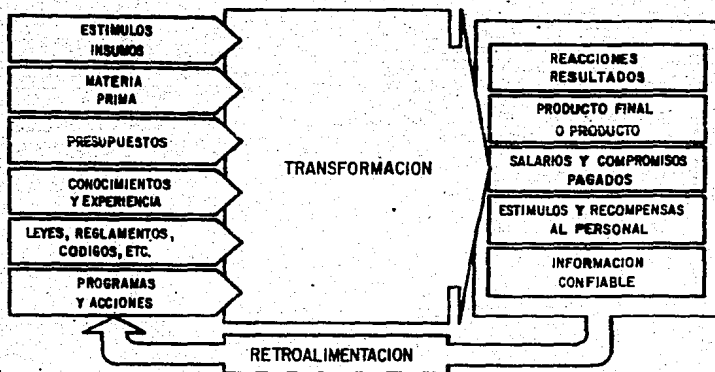 ESTIMULOS
INSUMOS
MATERIA
PRIMA
PRESUPUESTOS
CONOCIMIENTOS
Y EXPERIENCIA
LEYES, REGLAMENTOS,
CODIGOS, ETC.
PROGRAMAS
Y ACCIONES
TRANSFORMACION
REACCIONES
RESULTADOS
PRODUCTO FINAL
O PRODUCTO
SALARIOS Y COMPROMISOS
PAGADOS
ESTIMULOS Y RECOMPENSAS
AL PERSONAL
INFORMACION
CONFIABLE
RETROALIMENTACION